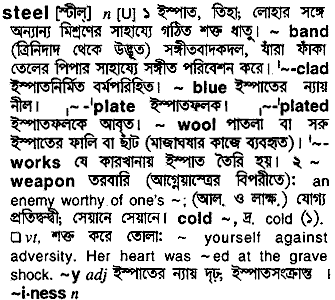 steel [স্টীল্] n [U] ১ ইস্পাত, তিহা; লোহার সঙ্গে
অন্যান্য মিশ্রণের সাহায্যে গঠিত শক্ত ধাতু। ~ band
(ত্রিনিদাদ থেকে উদ্ভূত) সঙ্গীতবাদকদল, যাঁরা ফাঁকা
তেলের পিপার সাহায্যে সঙ্গীত পরিবেশন করে। '~-clad
ইস্পাতনির্মিত বর্মপরিহিত। ~ blue ইস্পাতের ন্যায়
নীল। ˌ~-'plate ইস্পাতফলক। ˌ~-'plated
ইস্পাতফলকে আবৃত। ~ wool পাতলা বা সরু
ইস্পাতের ফালি বা ছাঁট (মাজাঘষার কাজে ব্যবহৃত)। '~-
works যে কারখানায় ইস্পাত তৈরি হয়। ২ ~
weapon তরবারি (আগ্নেয়াস্ত্রের বিপরীতে): an
enemy worthy of one's ~; (আল. ও লাক্ষ.) যোগ্য
প্রতিদ্বন্দ্বী; সেয়ানে সেয়ানে। cold ~, দ্র. cold (১).
□ vt, শক্ত করে তোলা: ~ yourself against
adversity. Her heart was ~ed at the grave
shock. ~y adj ইস্পাতের ন্যায় দৃঢ়; ইস্পাতসংক্রান্ত।
~i·ness n